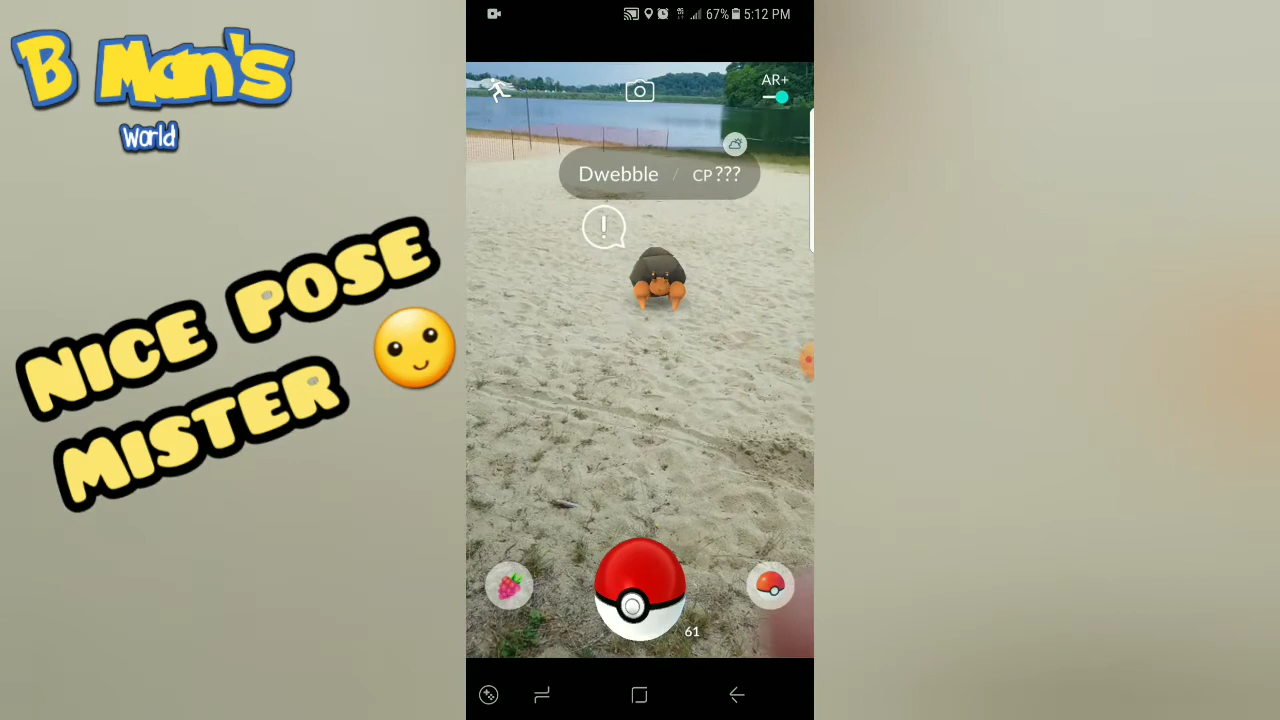 B Man's
World
67% 5:12 PM
AR+
Dwebble / CP???
!
Nice pose
Mister
61